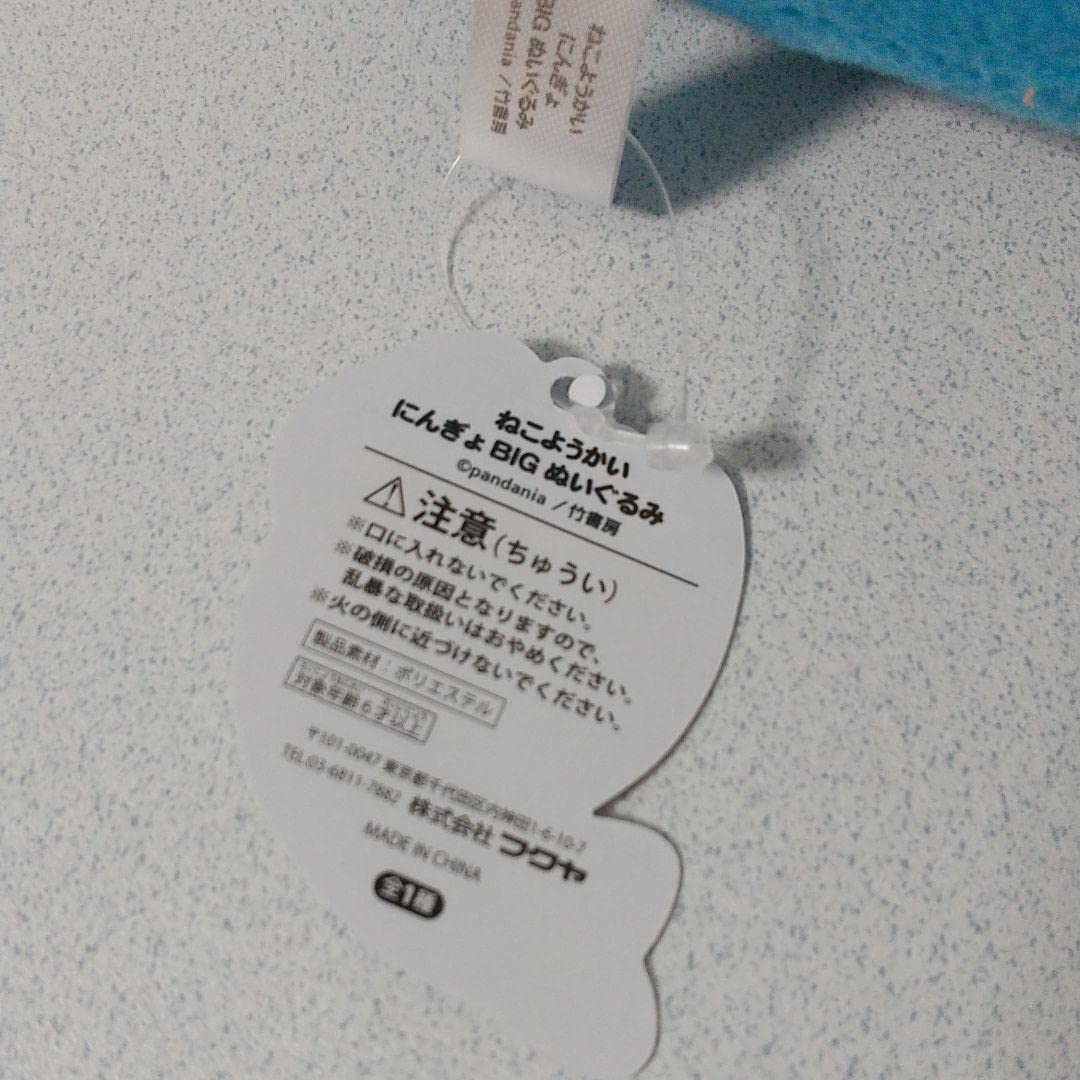 ねこようかい
にんぎょ
BIG ぬいぐるみ
andania / 竹書房
ねこようかい
にんぎょ BIG ぬいぐるみ
©pandania / 竹書房
注意(ちゅうい)
※口に入れないでください。
※破損の原因となりますので、
乱暴な取扱いはおやめください。
※火の側に近づけないでください。
製品素材：ポリエステル
対象年齢6才以上
〒101-0047 東京都千代田区内神田1-6-10-7
TEL.03-6811-7882 株式会社 フクヤ
MADE IN CHINA
全1種